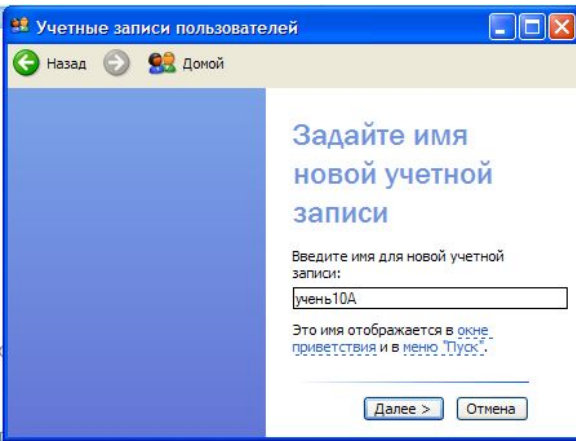 Учетные записи пользователей
Назад Домой
Задайте имя
новой учетной
записи
Введите имя для новой учетной
записи:
учень10А
Это имя отображается в окне
приветствия и в меню "Пуск".
Далее > Отмена